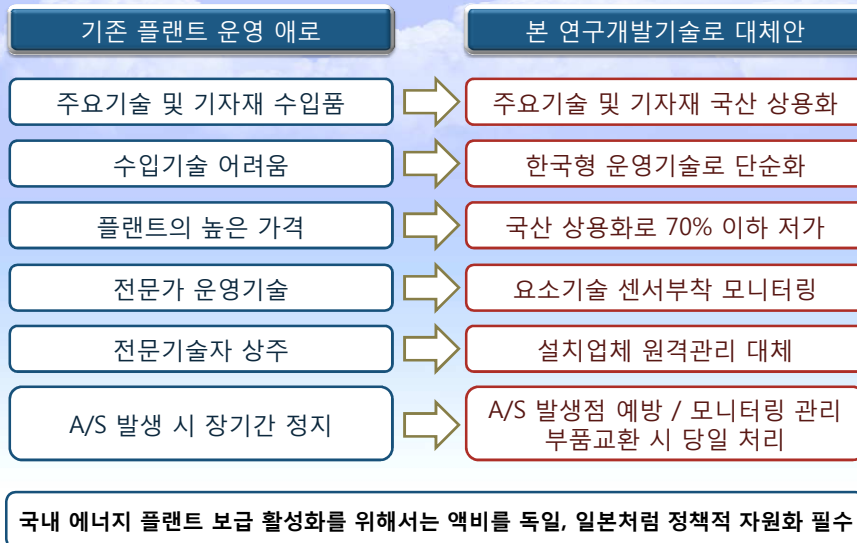 기존 플랜트 운영 애로
본 연구개발기술로 대체안
주요기술 및 기자재 수입품
주요기술 및 기자재 국산 상용화
수입기술 어려움
한국형 운영기술로 단순화
플랜트의 높은 가격
국산 상용화로 70% 이하 저가
전문가 운영기술
요소기술 센서부착 모니터링
전문기술자 상주
설치업체 원격관리 대체
A/S 발생 시 장기간 정지
A/S 발생점 예방 / 모니터링 관리
부품교환 시 당일 처리
국내 에너지 플랜트 보급 활성화를 위해서는 액비를 독일, 일본처럼 정책적 자원화 필수